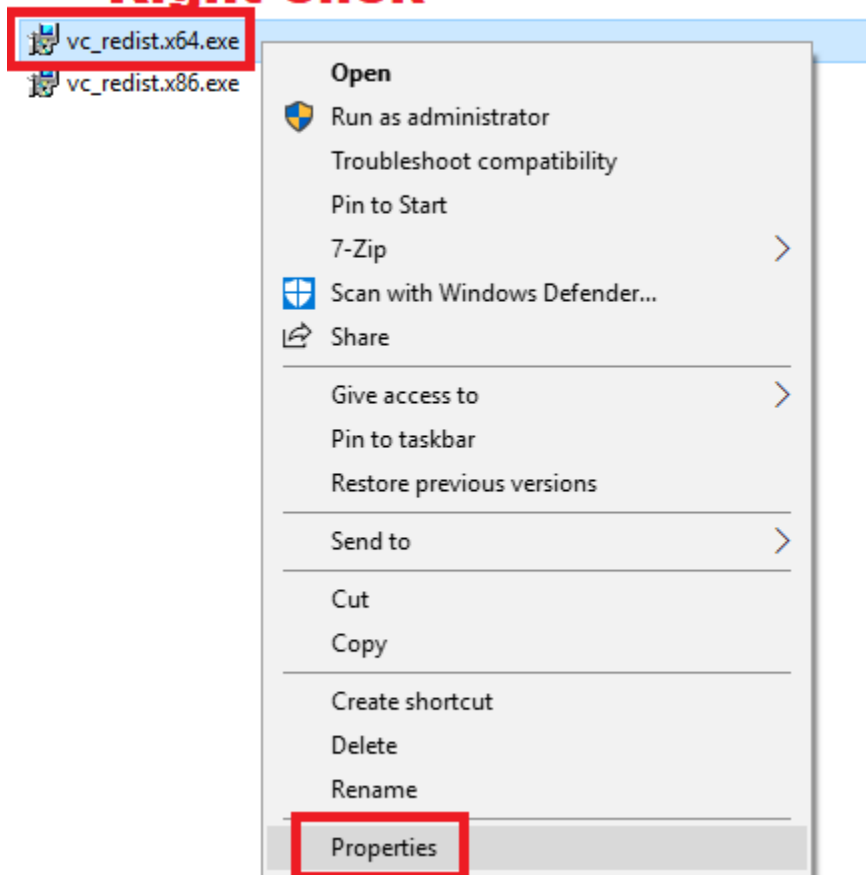 Right Click
vc_redist.x64.exe
vc_redist.x86.exe
Open
Run as administrator
Troubleshoot compatibility
Pin to Start
7-Zip
Scan with Windows Defender...
Share
Give access to
Pin to taskbar
Restore previous versions
Send to
Cut
Copy
Create shortcut
Delete
Rename
Properties